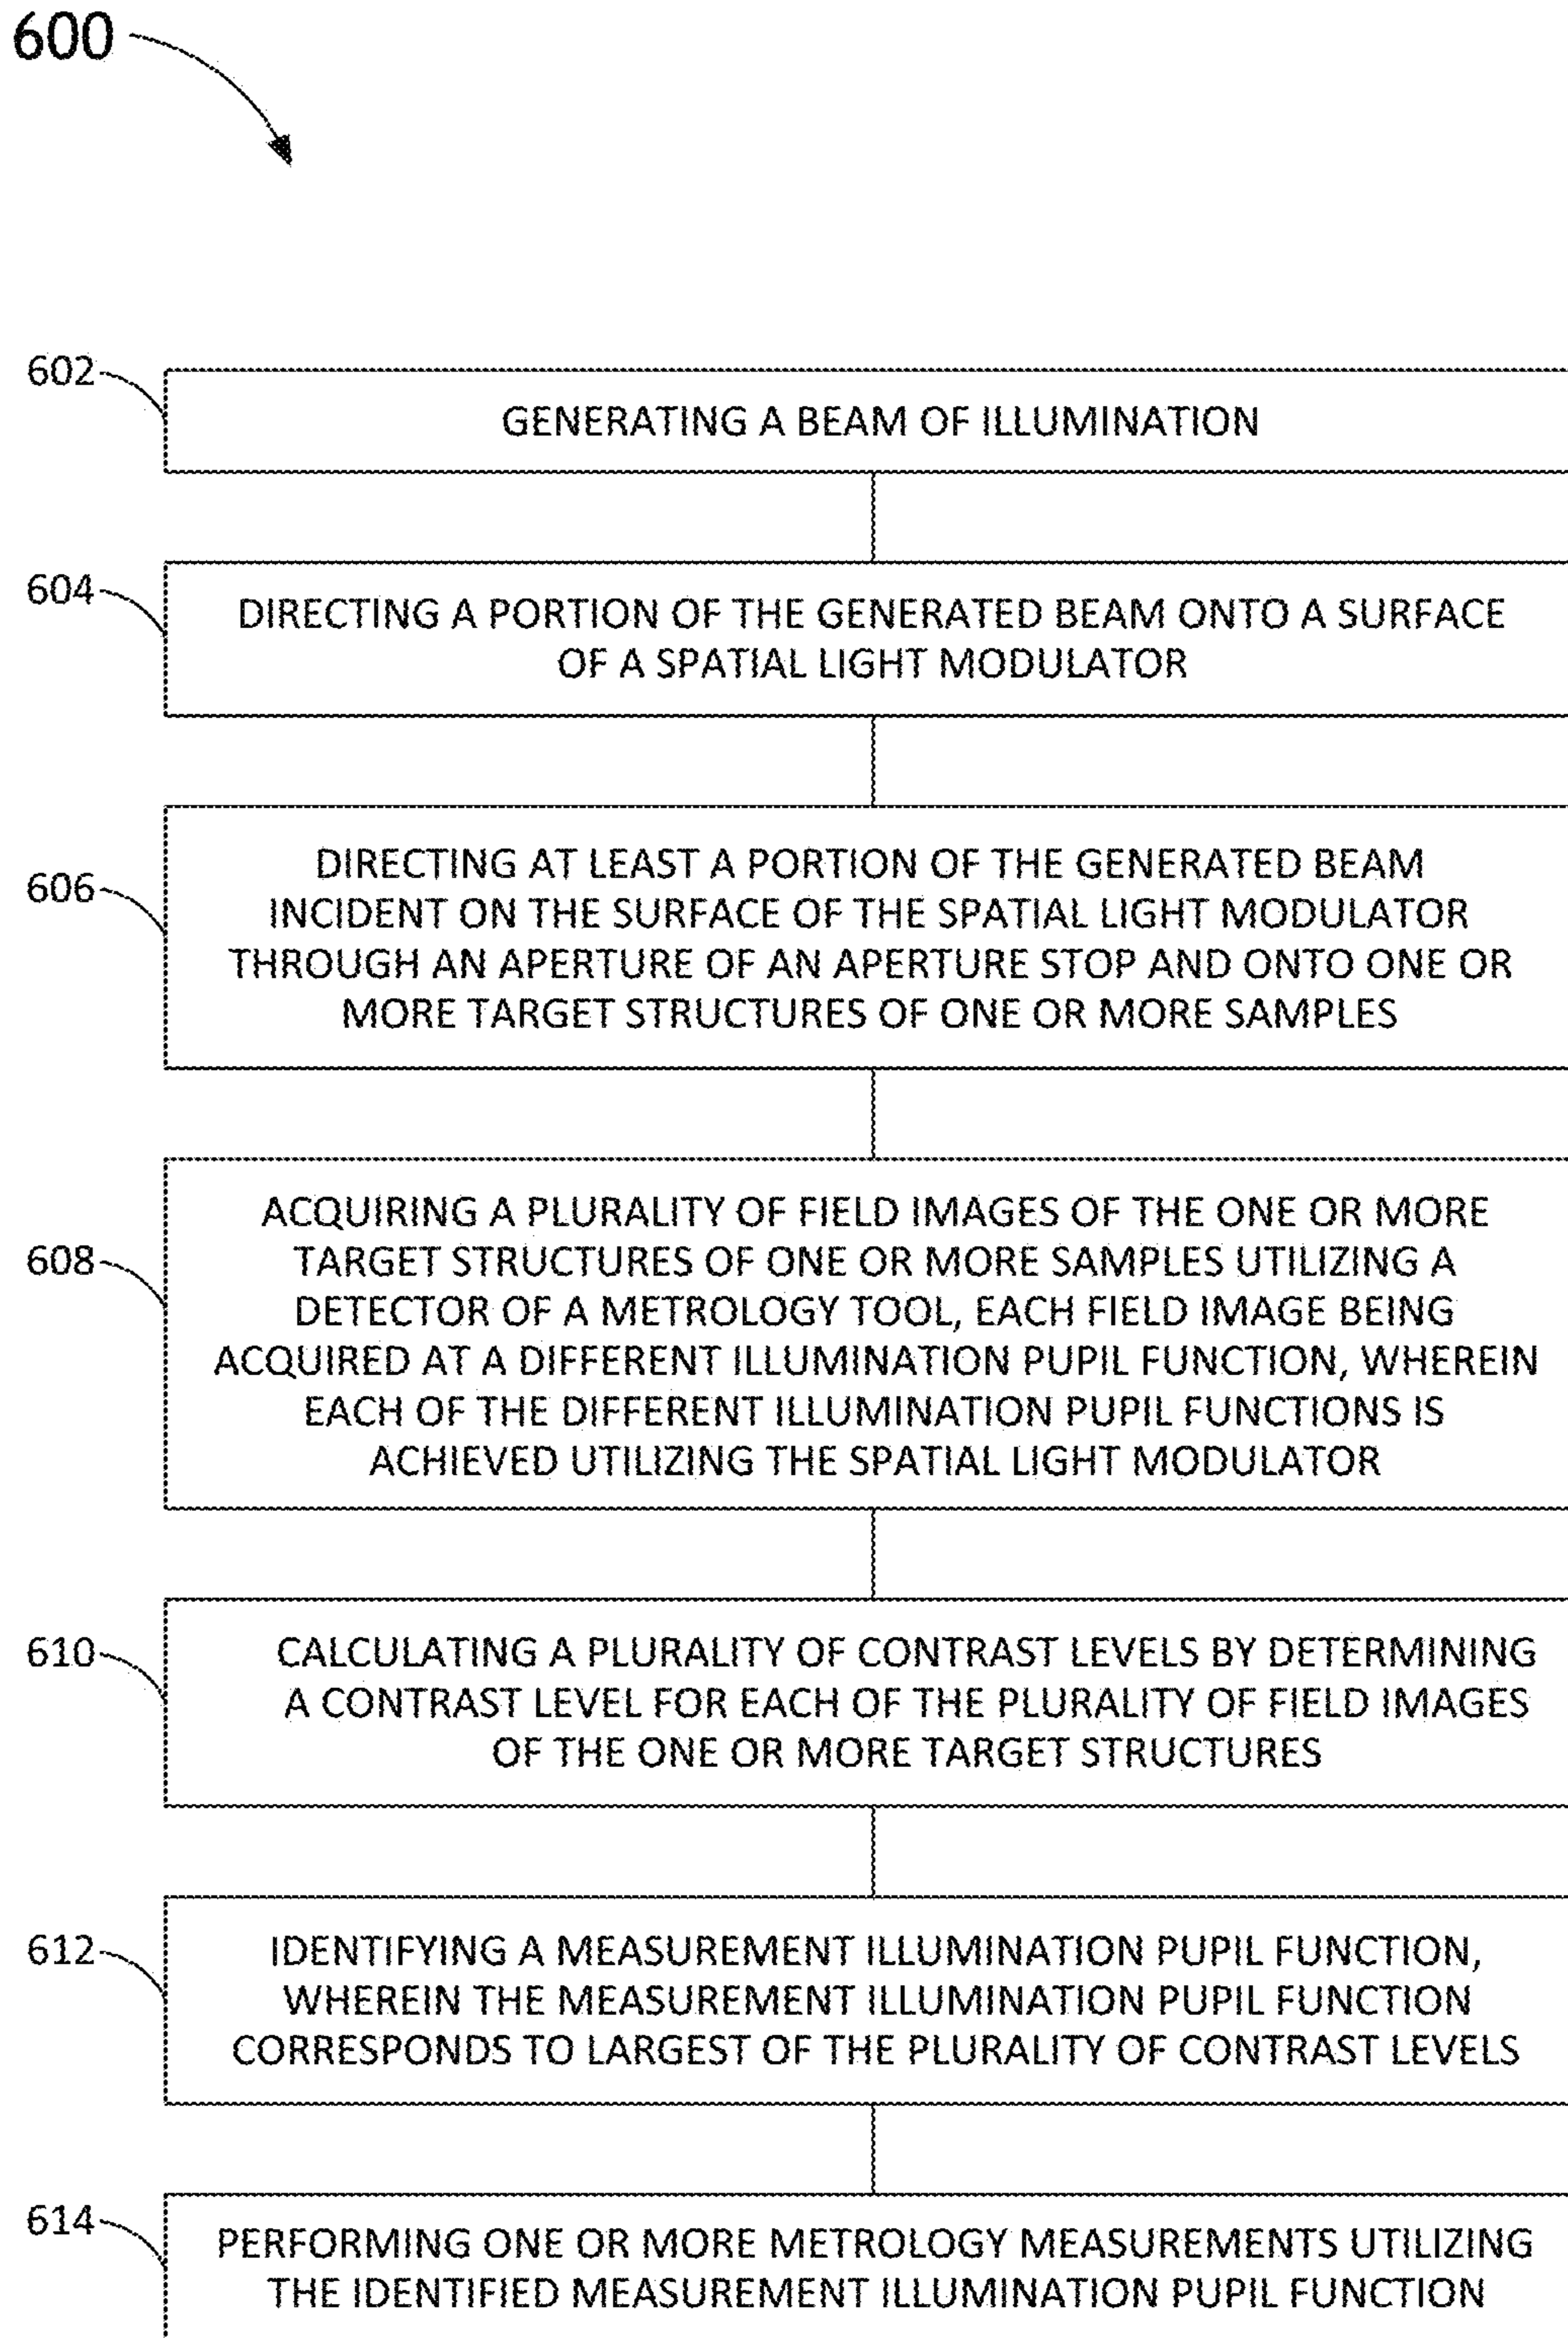 600
602
GENERATING A BEAM OF ILLUMINATION
604
DIRECTING A PORTION OF THE GENERATED BEAM ONTO A SURFACE
OF A SPATIAL LIGHT MODULATOR
606
DIRECTING AT LEAST A PORTION OF THE GENERATED BEAM
INCIDENT ON THE SURFACE OF THE SPATIAL LIGHT MODULATOR
THROUGH AN APERTURE OF AN APERTURE STOP AND ONTO ONE OR
MORE TARGET STRUCTURES OF ONE OR MORE SAMPLES
608
ACQUIRING A PLURALITY OF FIELD IMAGES OF THE ONE OR MORE
TARGET STRUCTURES OF ONE OR MORE SAMPLES UTILIZING A
DETECTOR OF A METROLOGY TOOL, EACH FIELD IMAGE BEING
ACQUIRED AT A DIFFERENT ILLUMINATION PUPIL FUNCTION, WHEREIN
EACH OF THE DIFFERENT ILLUMINATION PUPIL FUNCTIONS IS
ACHIEVED UTILIZING THE SPATIAL LIGHT MODULATOR
610
CALCULATING A PLURALITY OF CONTRAST LEVELS BY DETERMINING
A CONTRAST LEVEL FOR EACH OF THE PLURALITY OF FIELD IMAGES
OF THE ONE OR MORE TARGET STRUCTURES
612
IDENTIFYING A MEASUREMENT ILLUMINATION PUPIL FUNCTION,
WHEREIN THE MEASUREMENT ILLUMINATION PUPIL FUNCTION
CORRESPONDS TO LARGEST OF THE PLURALITY OF CONTRAST LEVELS
614
PERFORMING ONE OR MORE METROLOGY MEASUREMENTS UTILIZING
THE IDENTIFIED MEASUREMENT ILLUMINATION PUPIL FUNCTION